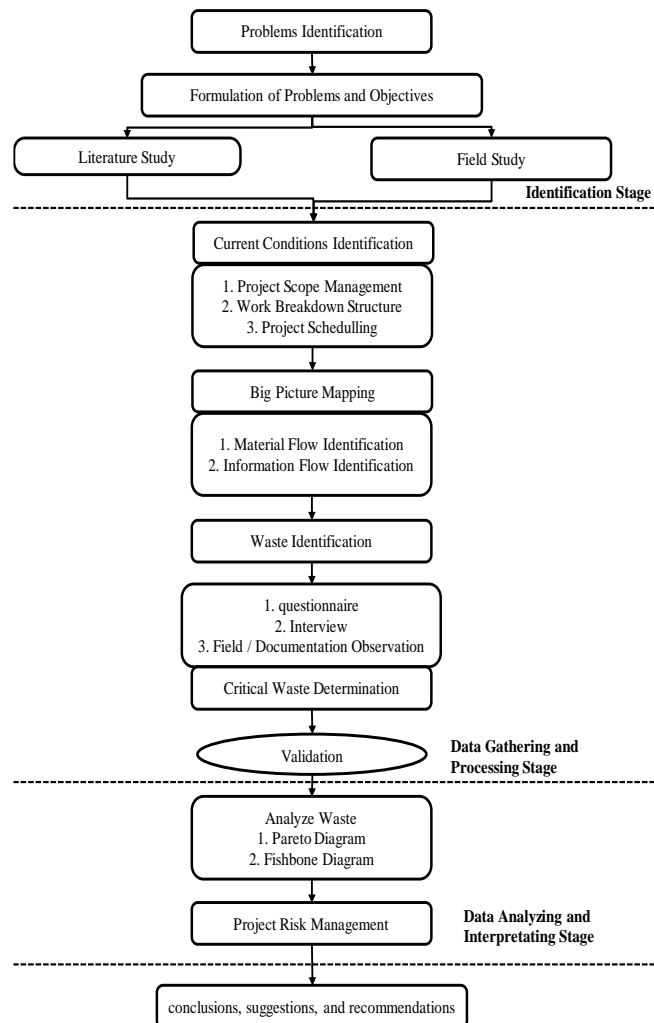 Problems Identification
Formulation of Problems and Objectives
Literature Study
Field Study
Identification Stage
Current Conditions Identification
1. Project Scope Management
2. Work Breakdown Structure
3. Project Schedulling
Big Picture Mapping
1. Material Flow Identification
2. Information Flow Identification
Waste Identification
1. questionnaire
2. Interview
3. Field / Documentation Observation
Critical Waste Determination
Validation
Data Gathering and
Processing Stage
Analyze Waste
1. Pareto Diagram
2. Fishbone Diagram
Project Risk Management
Data Analyzing and
Interpretating Stage
conclusions, suggestions, and recommendations